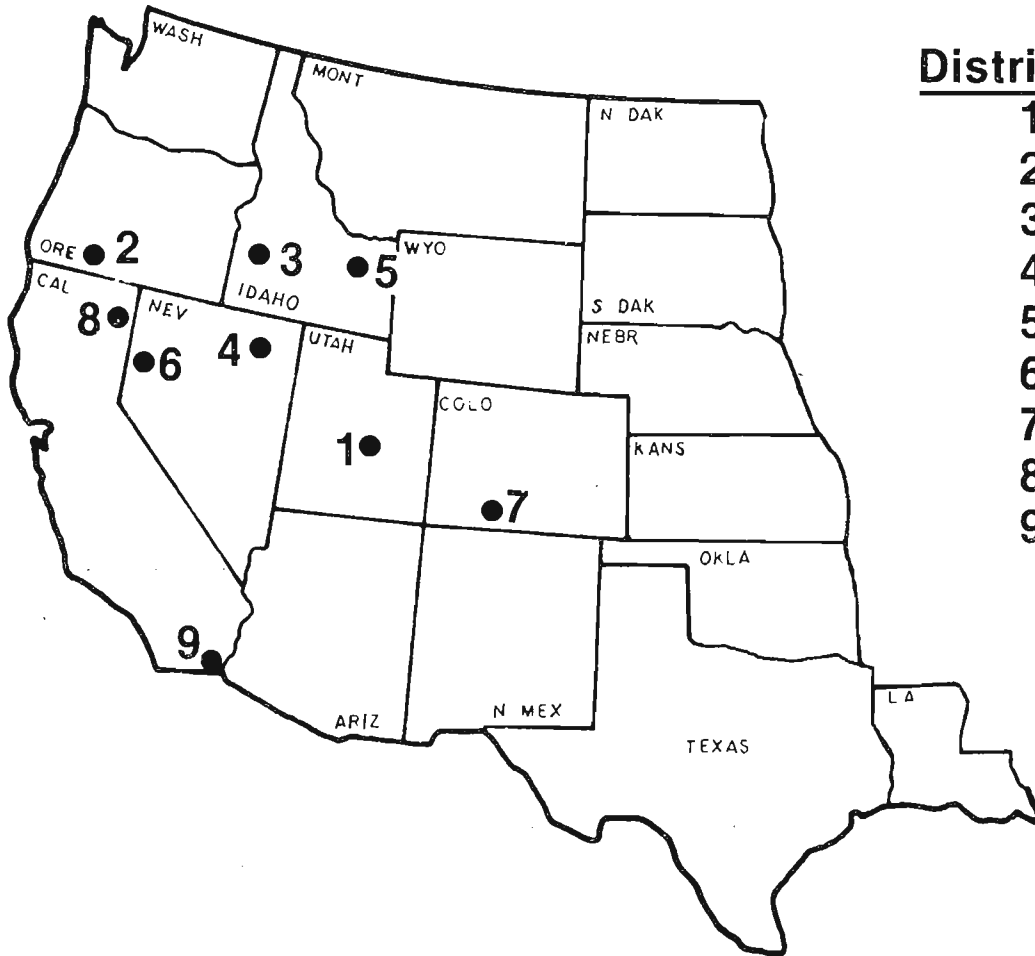 WASH
MONT
N DAK
Distri
1
2
3
4
5
6
7
8
9
ORE 2
3
5
WYO
CAL
IDAHO
S DAK
8
NEV
4
UTAH
NEBR
6
COLO
1
KANS
7
OKLA
9
ARIZ
N MEX
LA
TEXAS